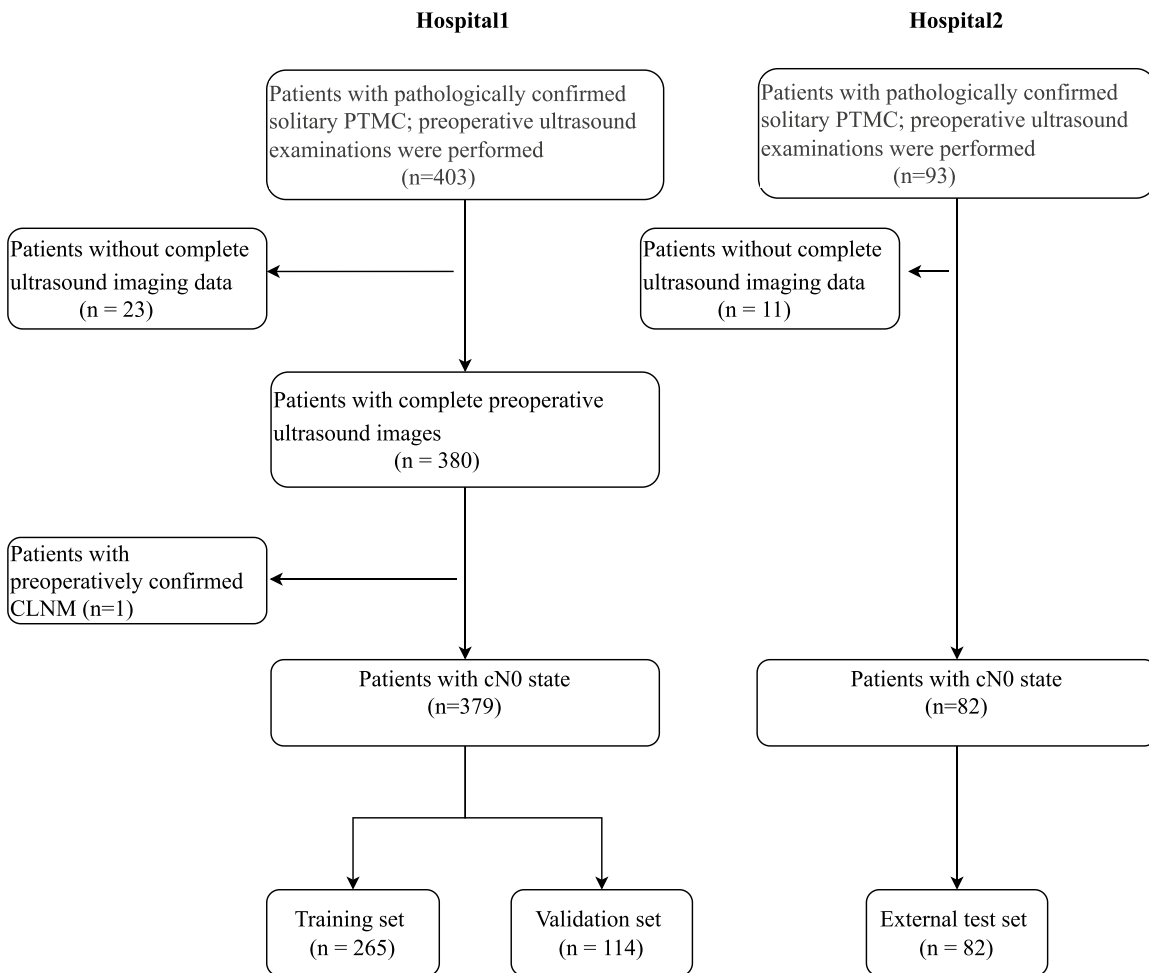 Hospital1
Hospital2
Patients with pathologically confirmed
solitary PTMC; preoperative ultrasound
examinations were performed
(n=403)
Patients with pathologically confirmed
solitary PTMC; preoperative ultrasound
examinations were performed
(n=93)
Patients without complete
ultrasound imaging data
(n = 23)
Patients without complete
ultrasound imaging data
(n = 11)
Patients with complete preoperative
ultrasound images
(n = 380)
Patients with
preoperatively confirmed
CLNM (n=1)
Patients with cN0 state
(n=379)
Patients with cN0 state
(n=82)
Training set
(n = 265)
Validation set
(n = 114)
External test set
(n = 82)